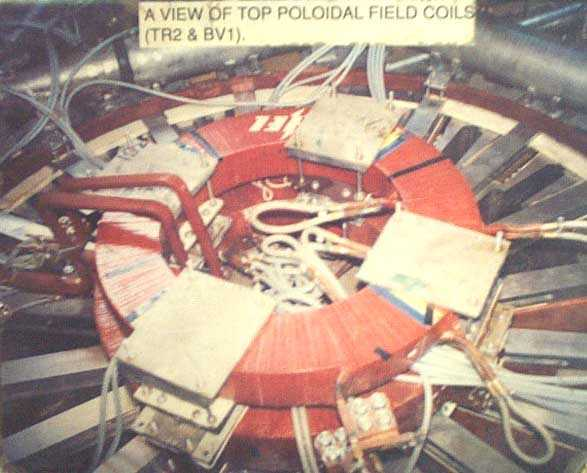 A VIEW OF TOP POLOIDAL FIELD COILS
(TR2 & BV1).